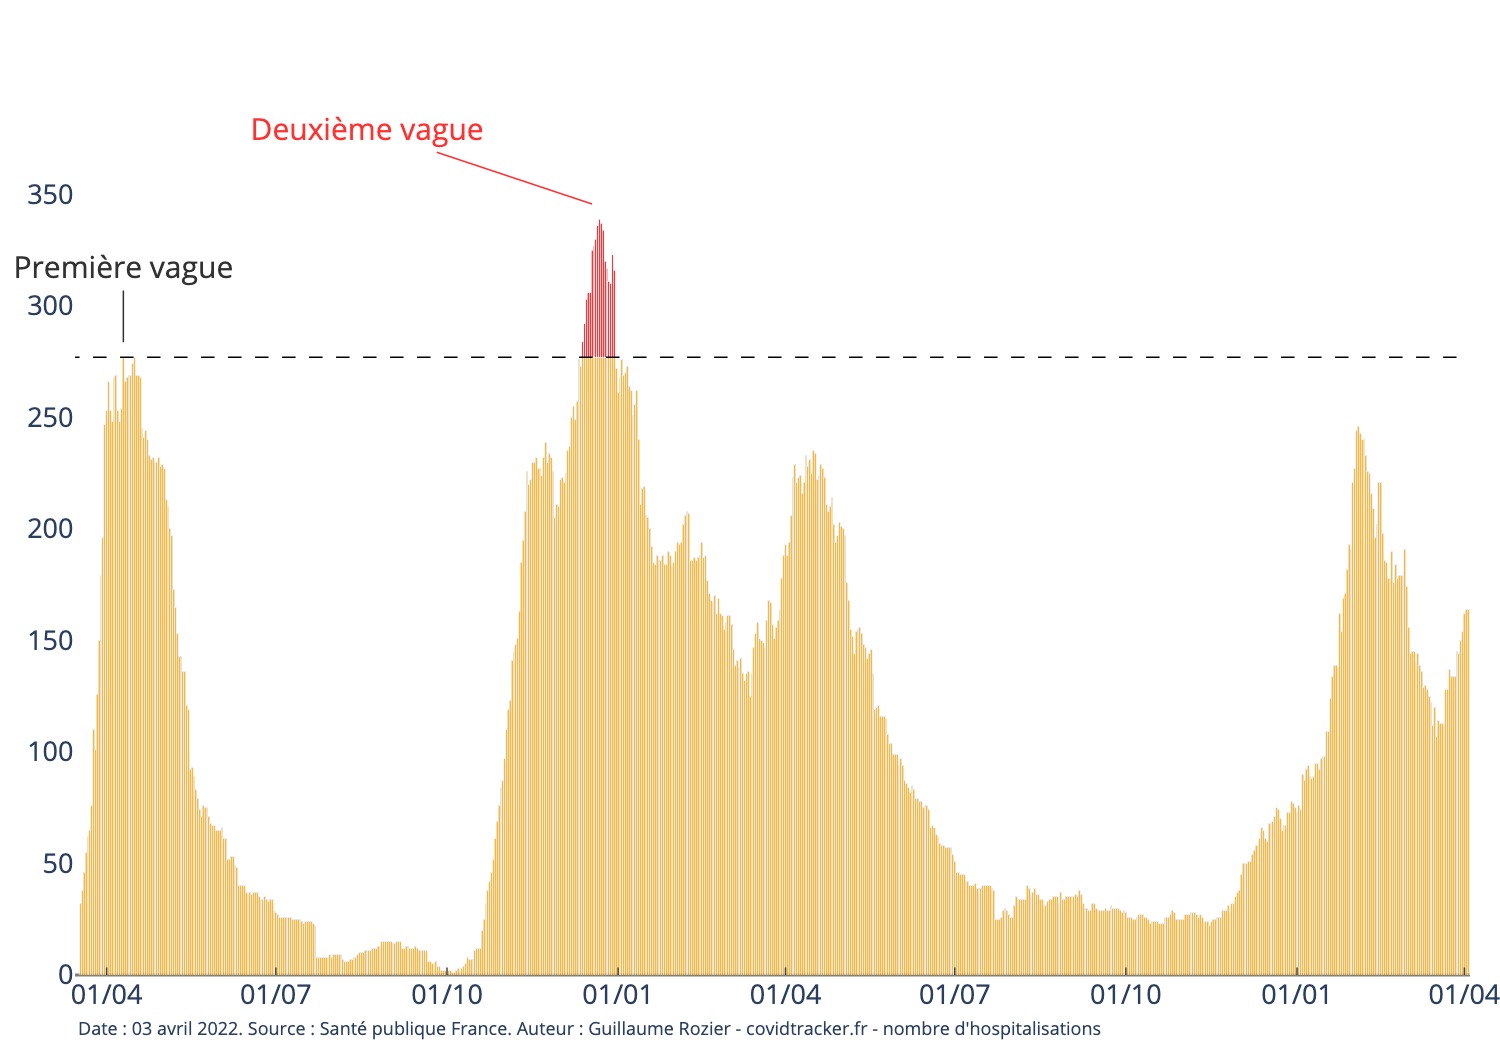 Deuxième vague
350
Première vague
300
250
200
150
100
50
0
01/04 01/07 01/10 01/01 01/04 01/07 01/10 01/01 01/04
Date : 03 avril 2022. Source : Santé publique France. Auteur : Guillaume Rozier - covidtracker.fr - nombre d'hospitalisations